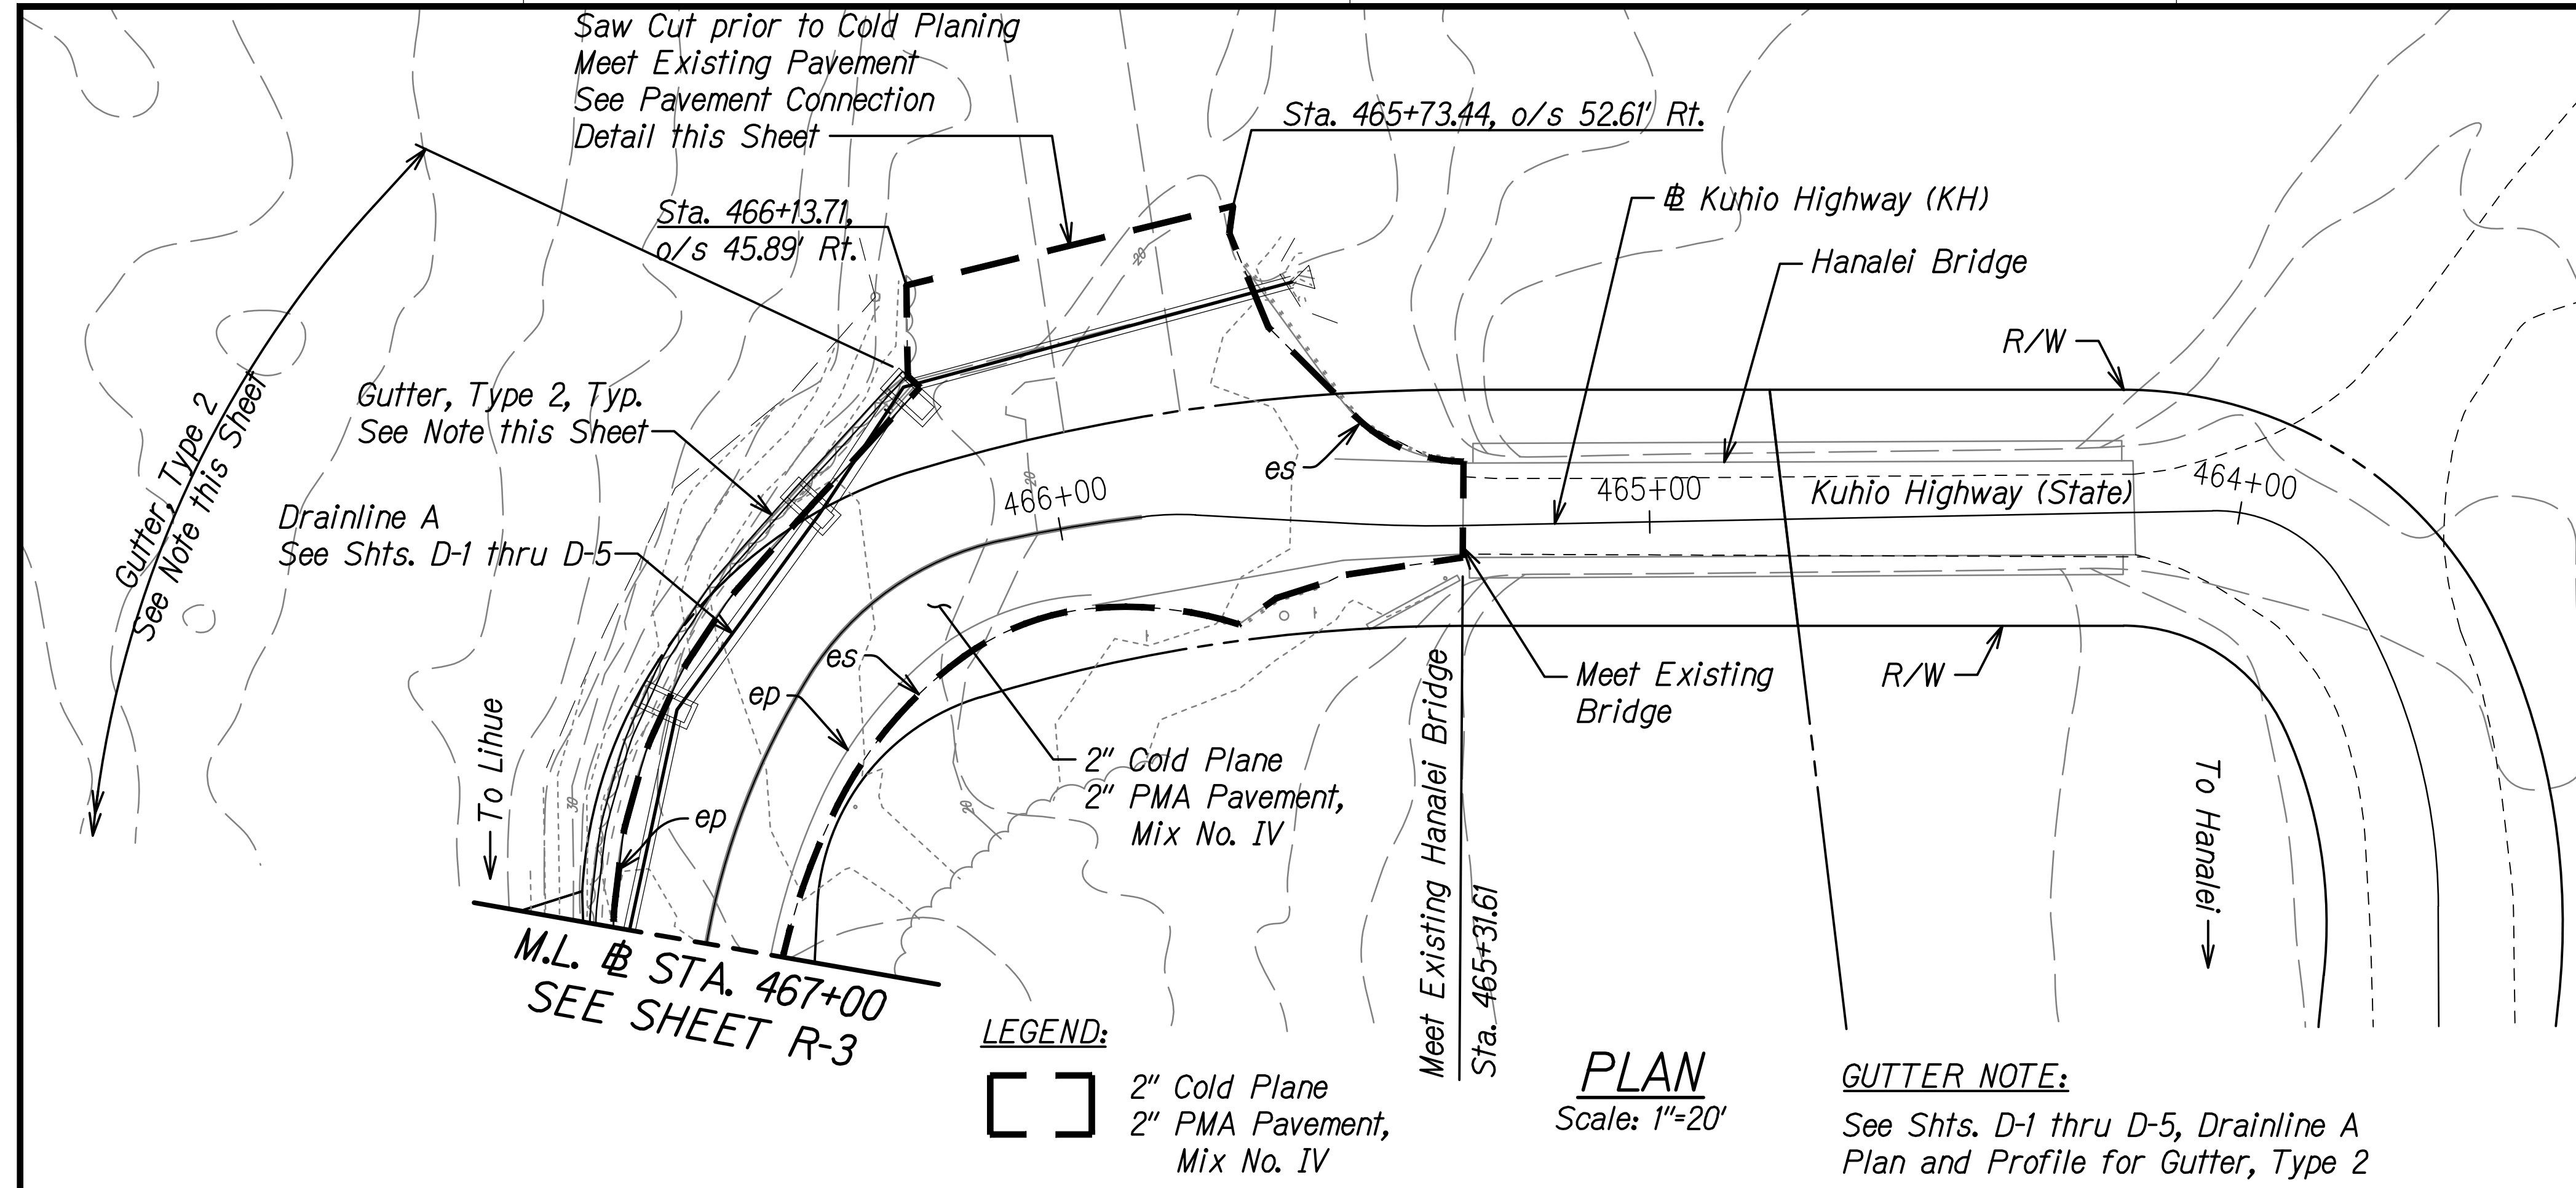 Saw Cut prior to Cold Planing
Meet Existing Pavement
See Pavement Connection
Detail this Sheet
Sta. 465+73.44, o/s 52.61' Rt.
Sta. 466+13.71,
o/s 45.89' Rt.
℄ Kuhio Highway (KH)
Hanalei Bridge
R/W
Gutter, Type 2
See Note this Sheet
Gutter, Type 2, Typ.
See Note this Sheet
Drainline A
See Shts. D-1 thru D-5
20
20
20
30
466+00
465+00
464+00
Kuhio Highway (State)
es
es
ep
ep
To Lihue
2" Cold Plane
2" PMA Pavement,
Mix No. IV
Meet Existing Hanalei Bridge
Sta. 465+31.61
Meet Existing
Bridge
R/W
To Hanalei
M.L. ℄ STA. 467+00
SEE SHEET R-3
LEGEND:
2" Cold Plane
2" PMA Pavement,
Mix No. IV
PLAN
Scale: 1"=20'
GUTTER NOTE:
See Shts. D-1 thru D-5, Drainline A
Plan and Profile for Gutter, Type 2